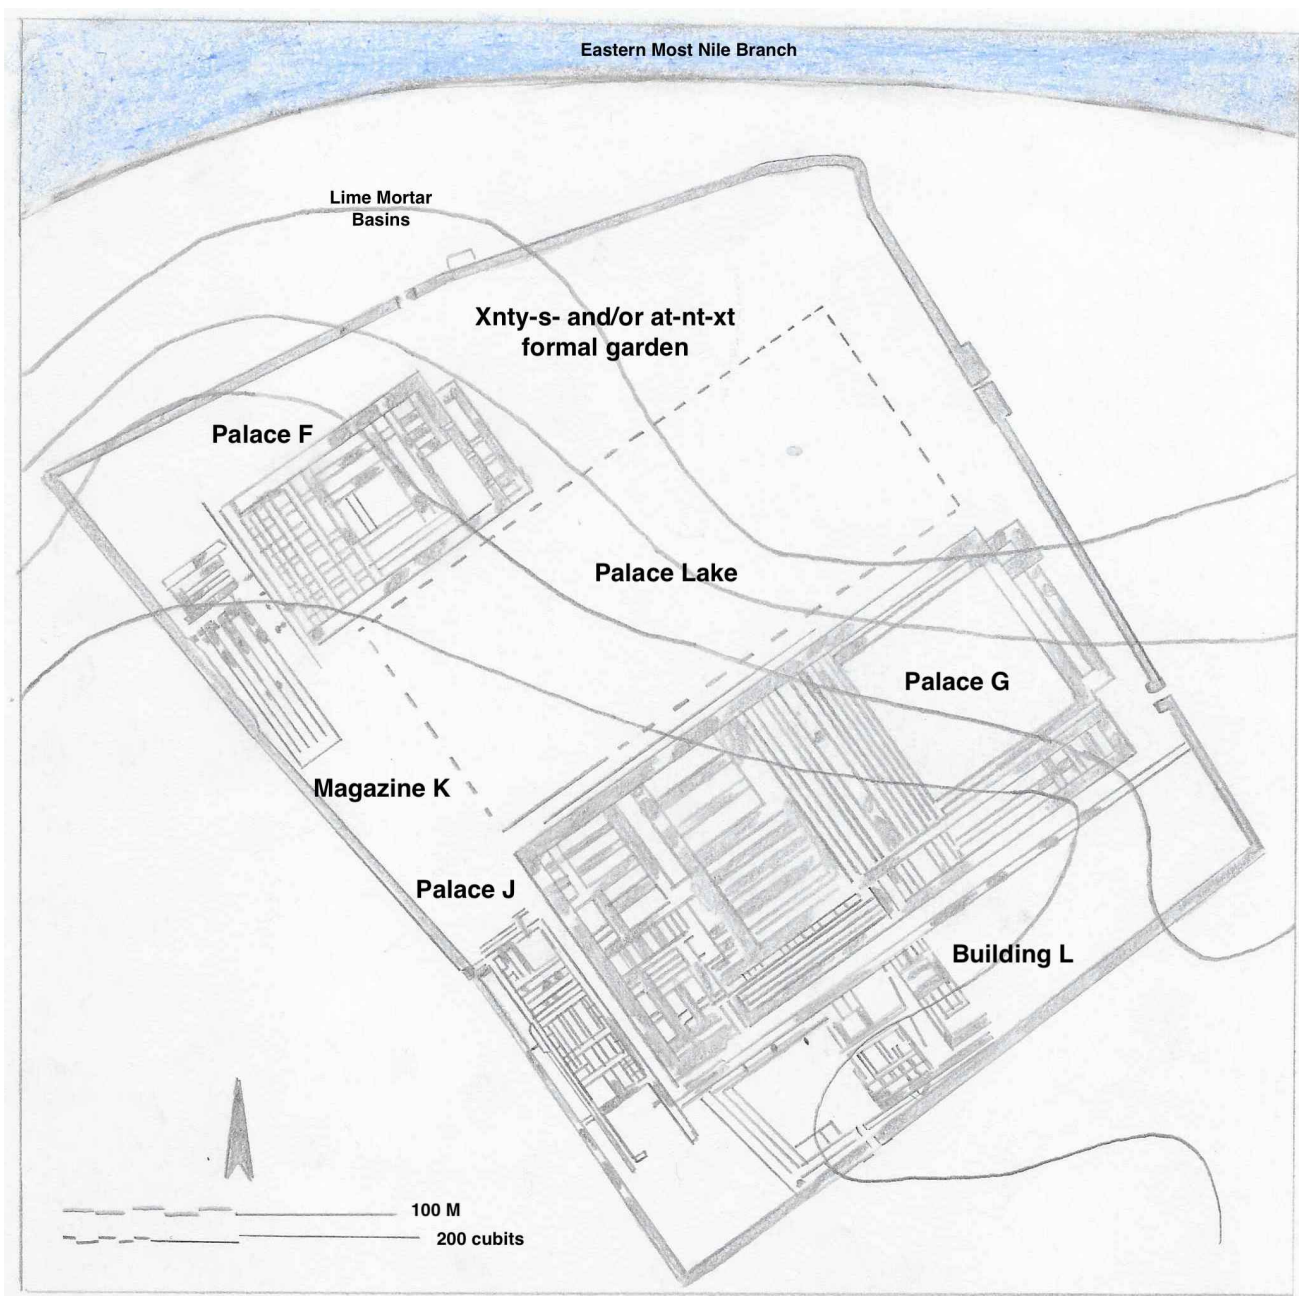 Eastern Most Nile Branch
Lime Mortar
Basins
Xnty-s- and/or at-nt-xt
formal garden
Palace F
Palace Lake
Palace G
Magazine K
Palace J
Building L
100 M
200 cubits